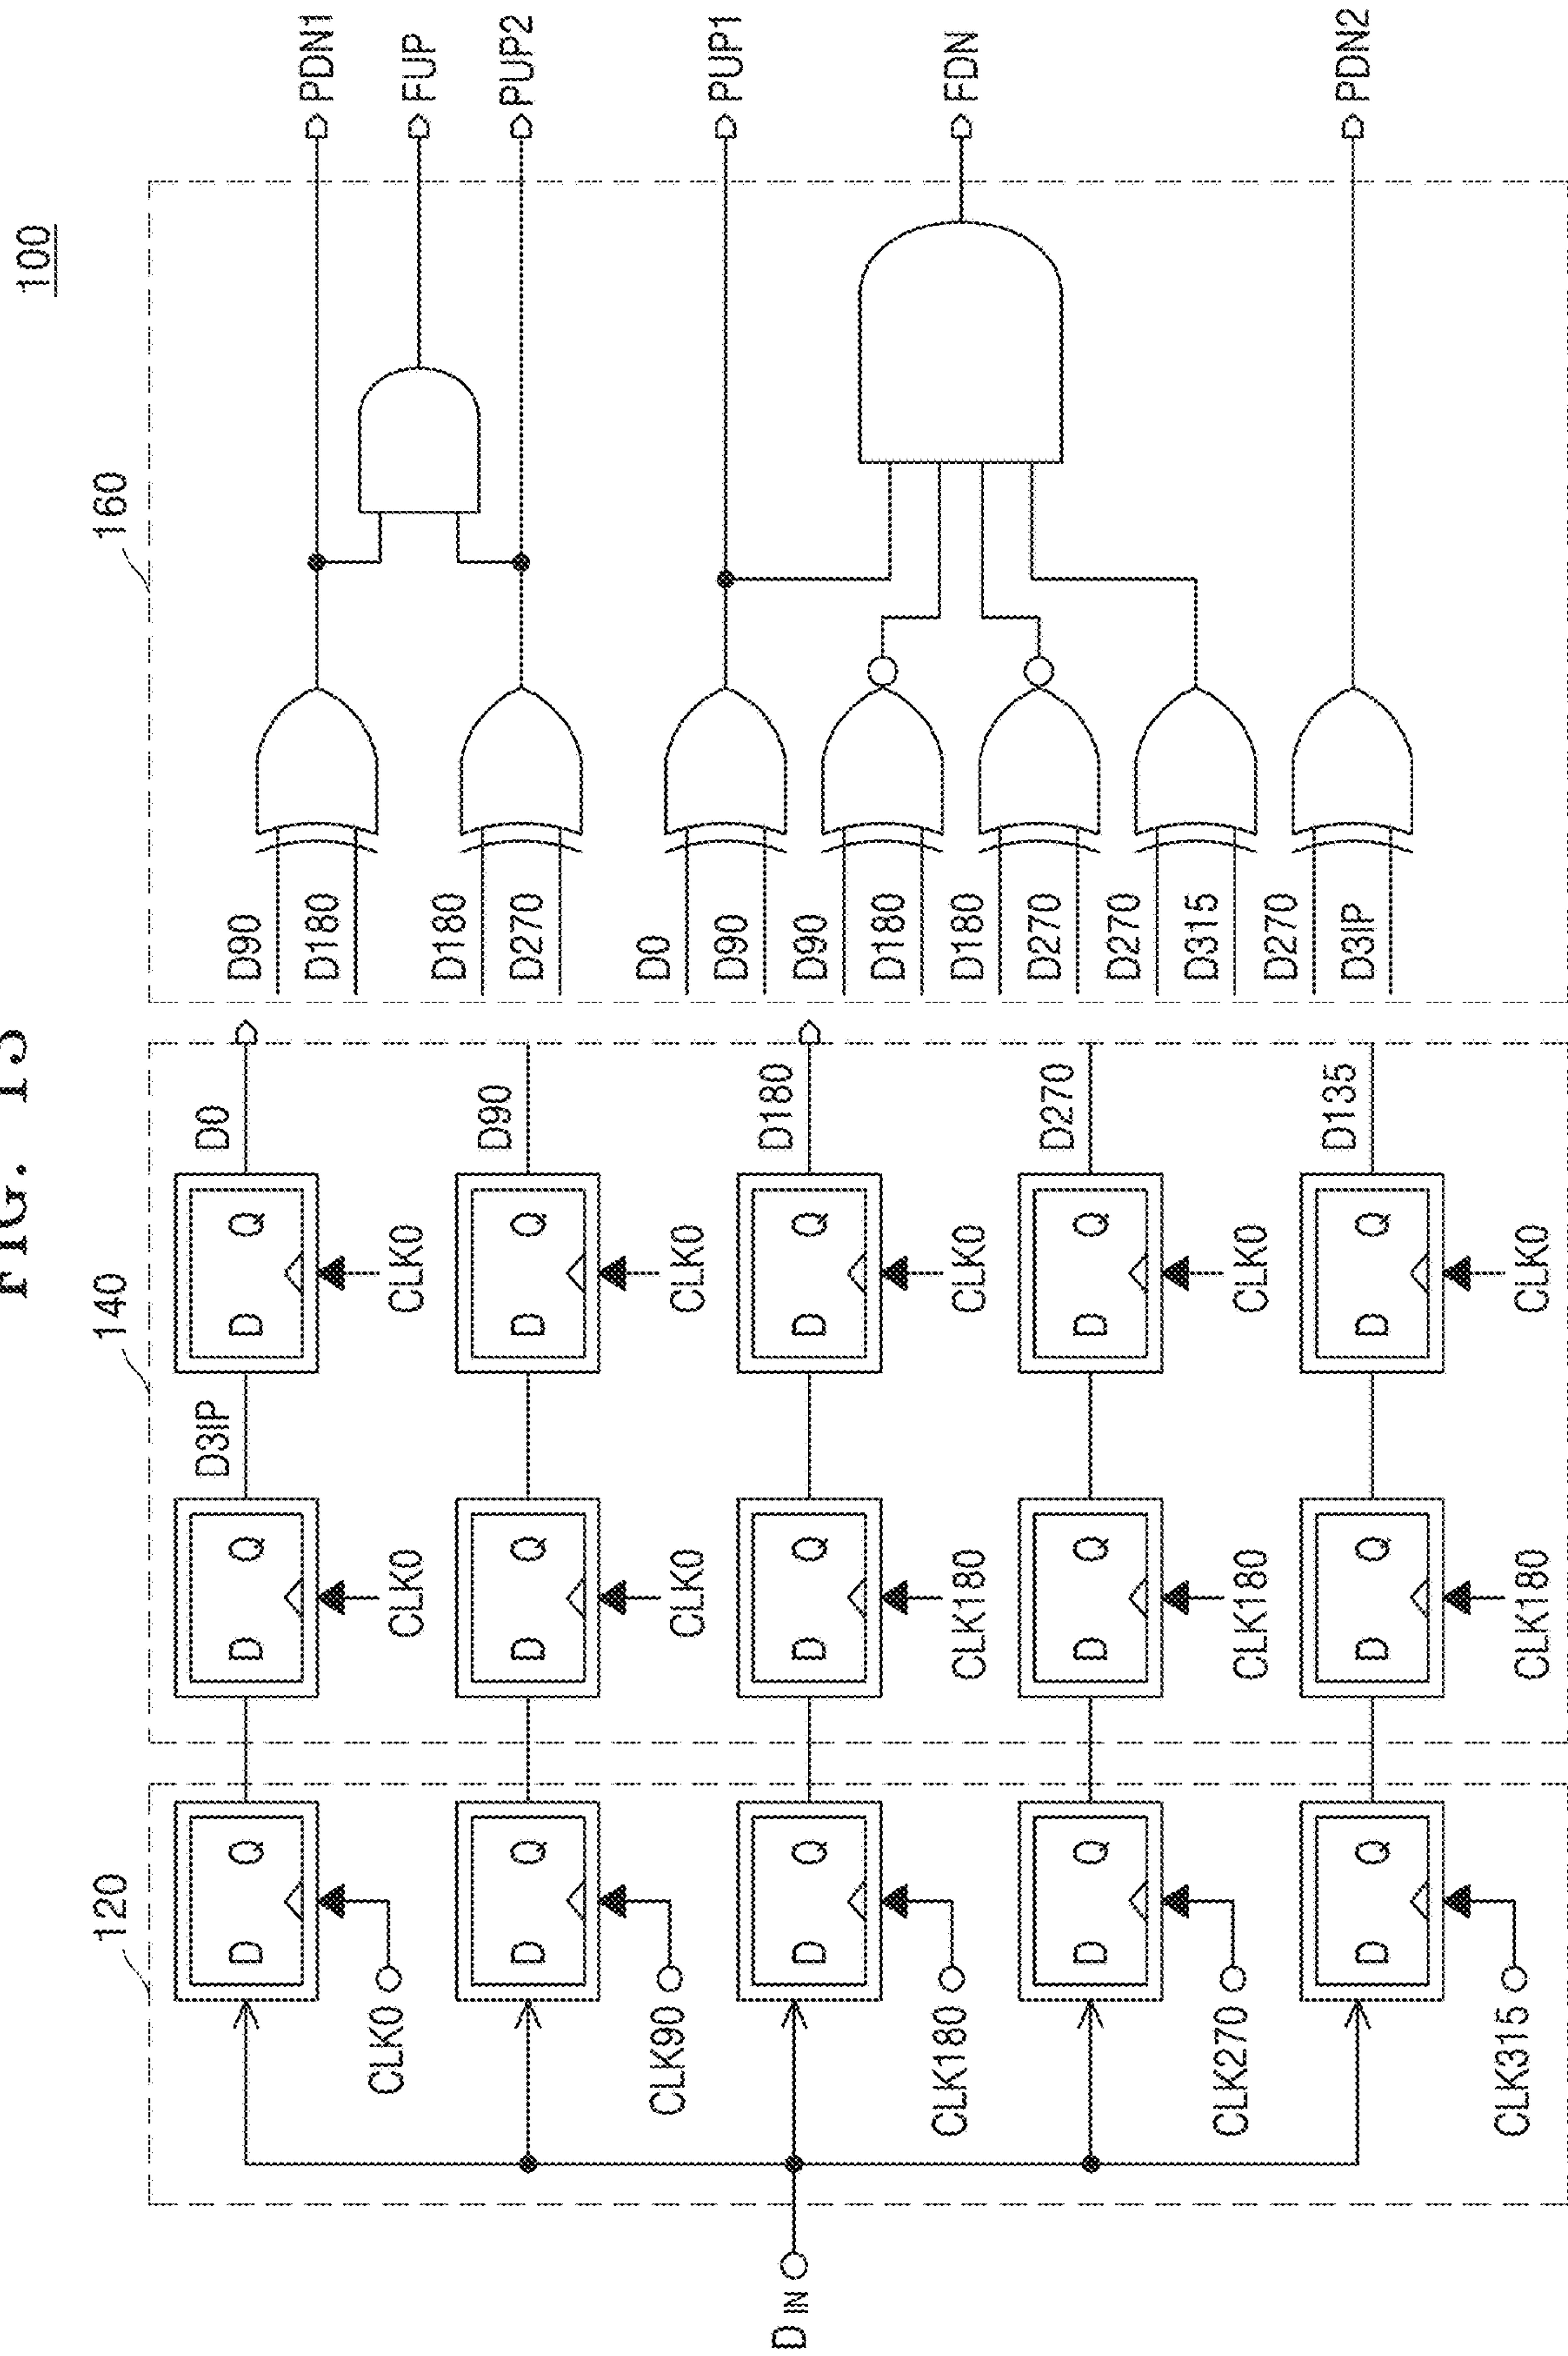 FIG.
100
120
140
160
D IN
CLK0
CLK90
CLK180
CLK270
CLK315
D Q
D Q
D Q
D Q
D Q
D3IP
D Q
CLK0
D Q
CLK0
D Q
CLK180
D Q
CLK180
D Q
CLK180
D Q
CLK0
D Q
CLK0
D Q
CLK0
D Q
CLK0
D Q
CLK0
D0
D90
D180
D270
D135
D90
D180
D180
D270
D0
D90
D90
D180
D180
D270
D270
D315
D270
D3IP
PDN1
FUP
PUP2
PUP1
FDN
PDN2